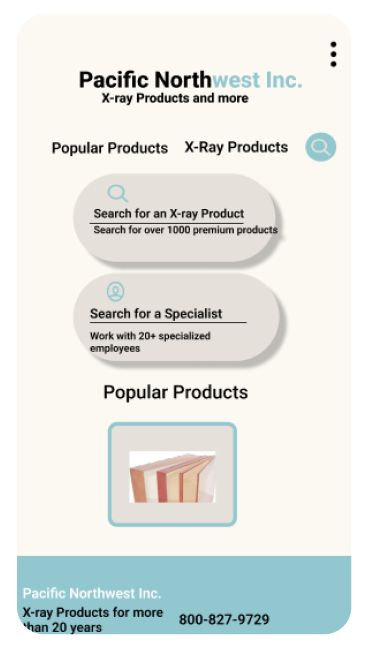 Pacific Northwest Inc.
X-ray Products and more
Popular Products X-Ray Products
Search for an X-ray Product
Search for over 1000 premium products
Search for a Specialist
Work with 20+ specialized
employees
Popular Products
Pacific Northwest Inc.
X-ray Products for more
than 20 years
800-827-9729